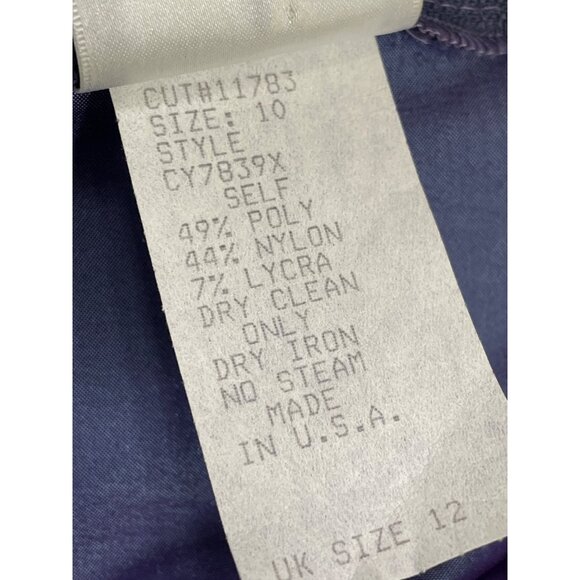 CUT#11783
SIZE: 10
STYLE
CY7839X
SELF
49% POLY
44% NYLON
7% LYCRA
DRY CLEAN
ONLY
DRY IRON
NO STEAM
MADE
IN U.S.A.
UK SIZE 12